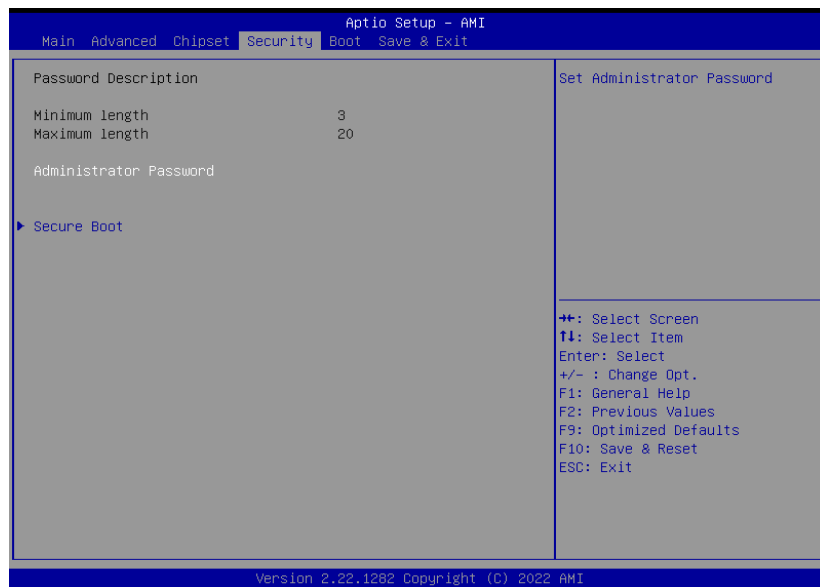 Aptio Setup - AMI
Main Advanced Chipset Security Boot Save & Exit
Password Description
Minimum length 3
Maximum length 20
Administrator Password
Secure Boot
Set Administrator Password
→←: Select Screen
↑↓: Select Item
Enter: Select
+/- : Change Opt.
F1: General Help
F2: Previous Values
F9: Optimized Defaults
F10: Save & Reset
ESC: Exit
Version 2.22.1282 Copyright (C) 2022 AMI